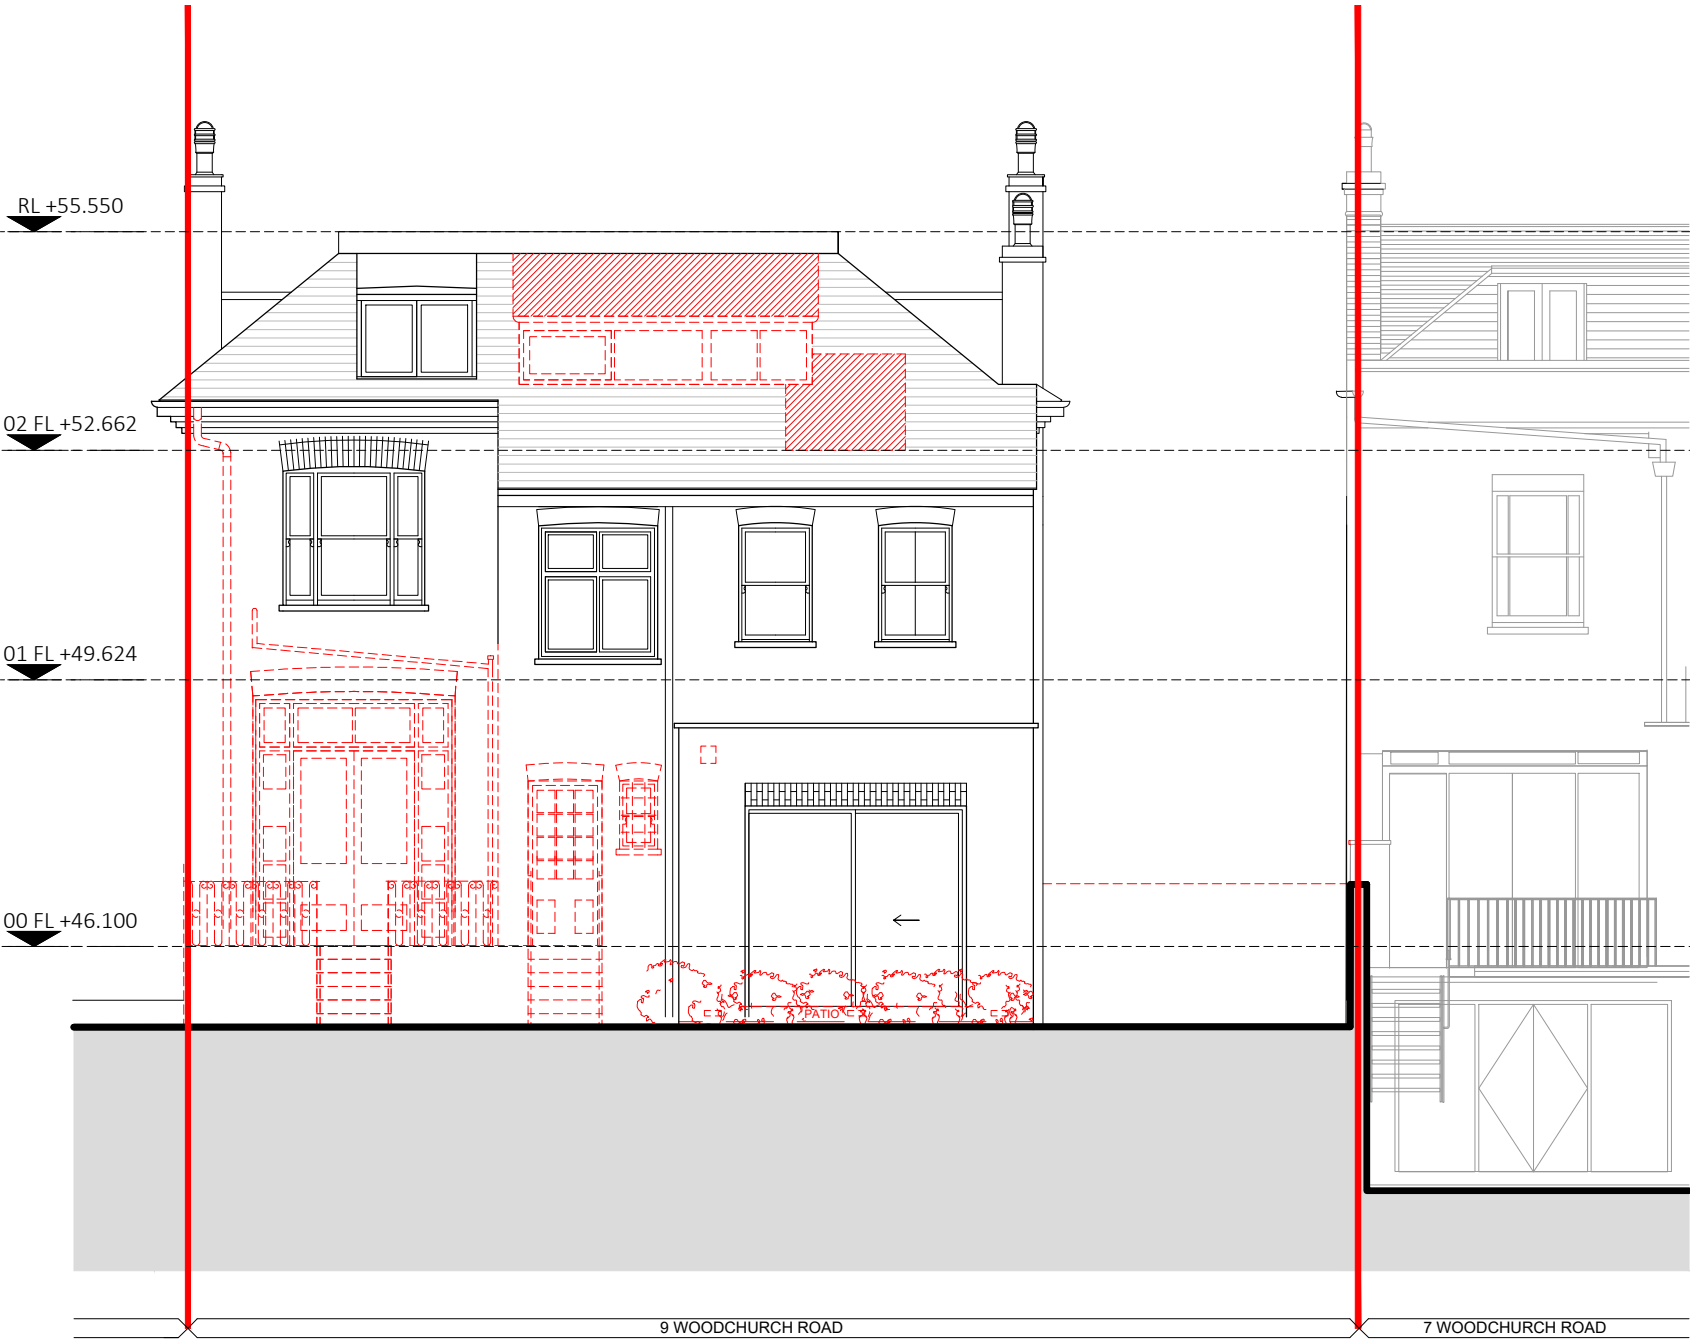 RL +55.550
02 FL +52.662
01 FL +49.624
00 FL +46.100
PATIO
9 WOODCHURCH ROAD
7 WOODCHURCH ROAD